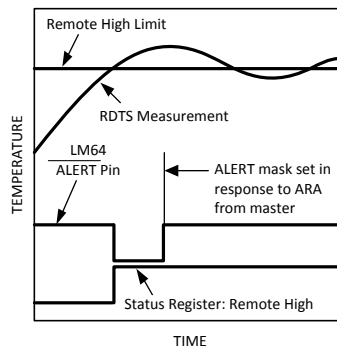 Remote High Limit
RDTS Measurement
LM64
ALERT Pin
ALERT mask set in
response to ARA
from master
Status Register: Remote High
TEMPERATURE
TIME